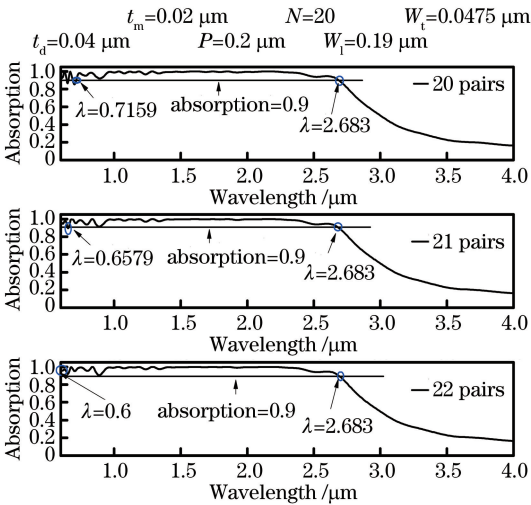 t_m=0.02 μm N=20 W_t=0.0475 μm
t_d=0.04 μm P=0.2 μm W_l=0.19 μm
Absorption
1.0
0.8
0.6
0.4
0.2
0
20 pairs
λ=0.7159
absorption=0.9
λ=2.683
1.0 1.5 2.0 2.5 3.0 3.5 4.0
Wavelength /μm
Absorption
1.0
0.8
0.6
0.4
0.2
0
21 pairs
λ=0.6579
absorption=0.9
λ=2.683
1.0 1.5 2.0 2.5 3.0 3.5 4.0
Wavelength /μm
Absorption
1.0
0.8
0.6
0.4
0.2
0
22 pairs
λ=0.6
absorption=0.9
λ=2.683
1.0 1.5 2.0 2.5 3.0 3.5 4.0
Wavelength /μm